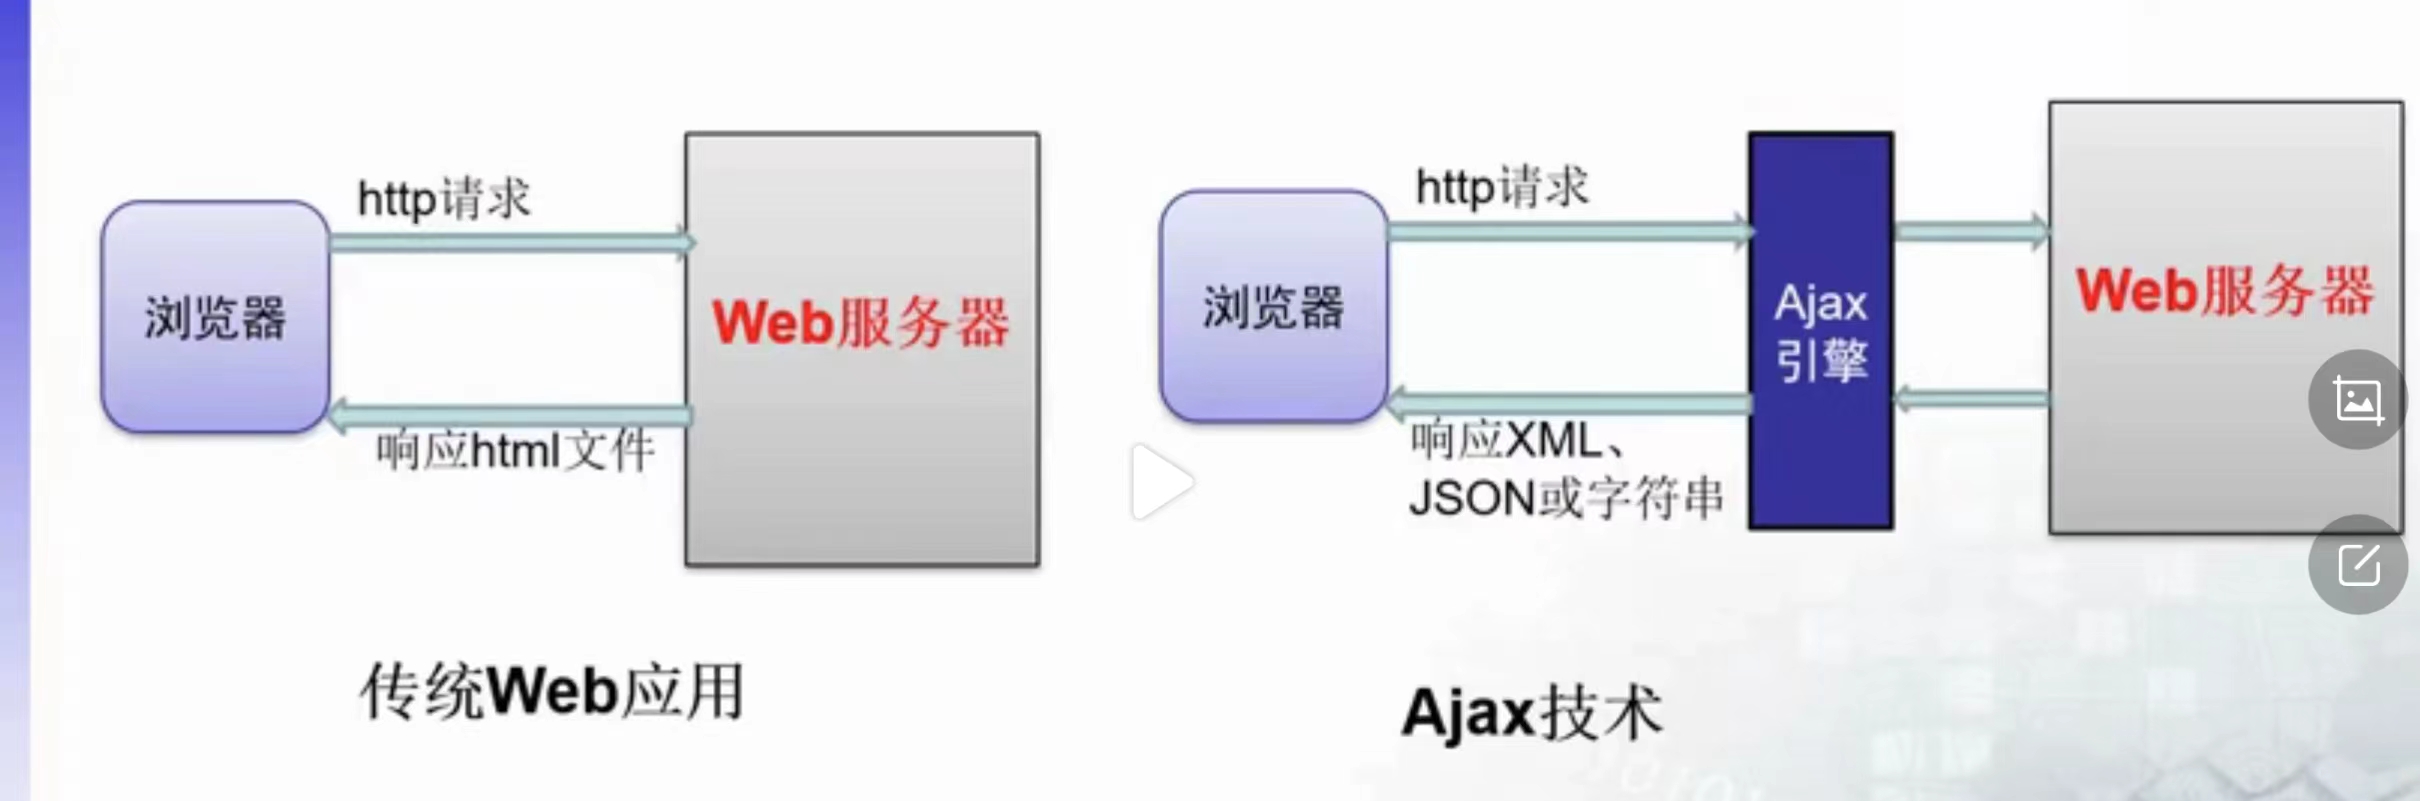 http请求
浏览器
Web服务器
响应html文件
传统Web应用
http请求
浏览器
Ajax
引擎
Web服务器
响应XML、
JSON或字符串
Ajax技术